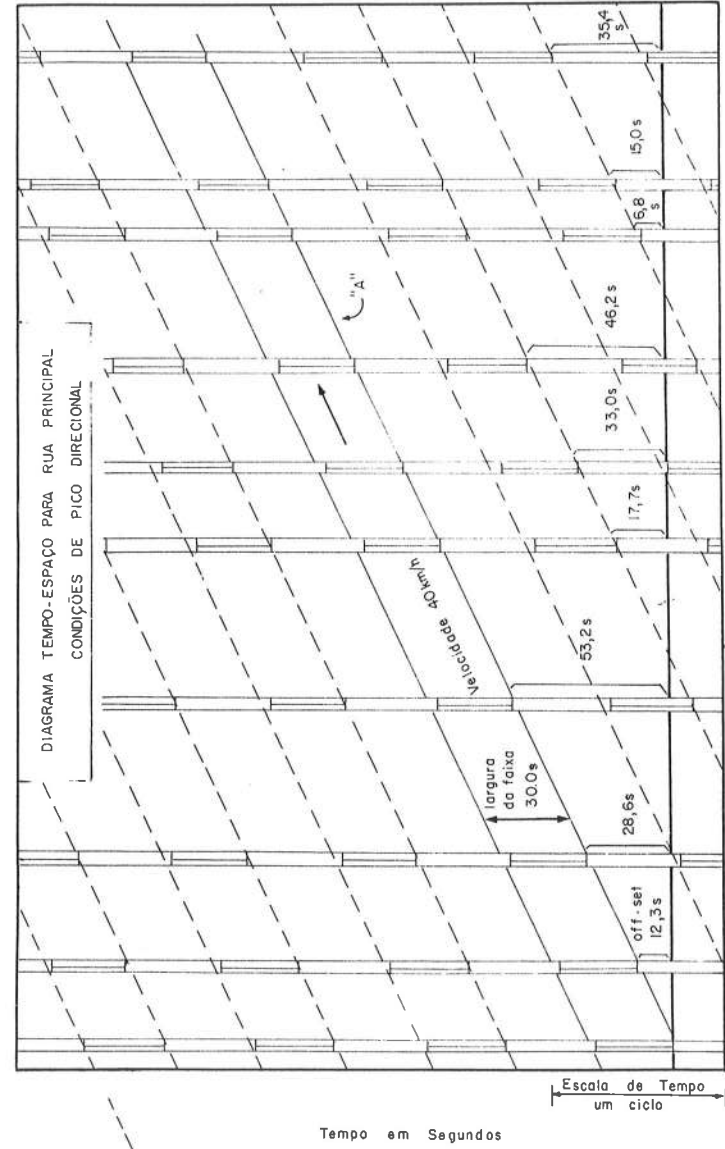 DIAGRAMA TEMPO-ESPAÇO PARA RUA PRINCIPAL
CONDIÇÕES DE PICO DIRECIONAL
"A"
Velocidade 40km/h
largura
da faixa
30.0s
off-set
12,3s
28,6s
53,2s
17,7s
33,0s
46,2s
6,8
s
15,0s
35,4
s
Escala de Tempo
um ciclo
Tempo em Segundos